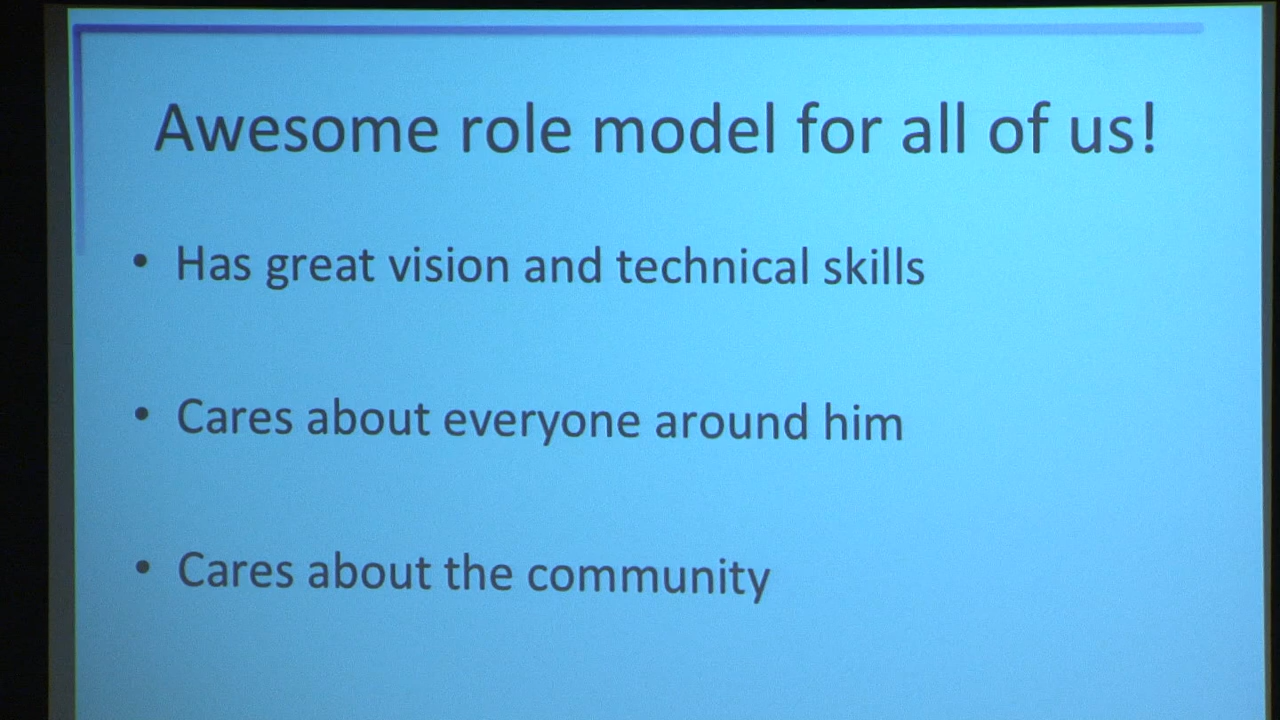 Awesome role model for all of us!
• Has great vision and technical skills
• Cares about everyone around him
• Cares about the community